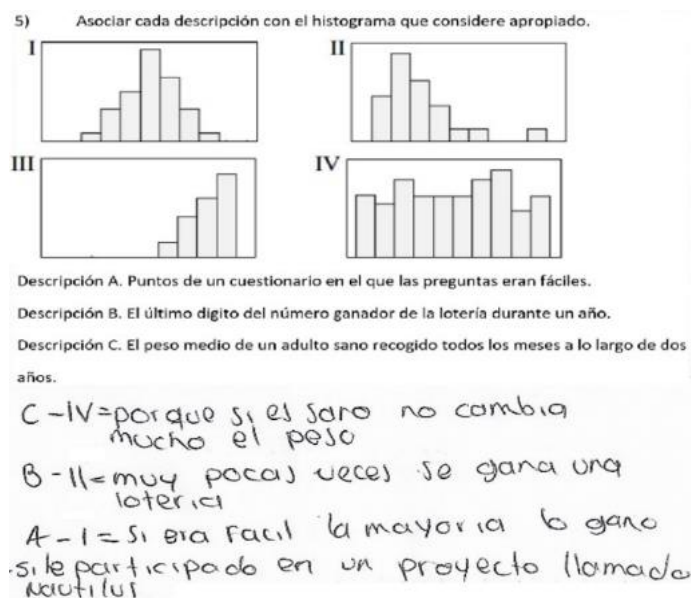 5) Asociar cada descripción con el histograma que considere apropiado.
I II
III IV
Descripción A. Puntos de un cuestionario en el que las preguntas eran fáciles.
Descripción B. El último digito del número ganador de la lotería durante un año.
Descripción C. El peso medio de un adulto sano recogido todos los meses a lo largo de dos
años.
C-IV=porque si es sano no cambia
mucho el peso
B-II=muy pocas veces se gana una
loteria
A-I=Si era facil la mayoria lo gano
si le participado en un proyecto llamado
Nautilus